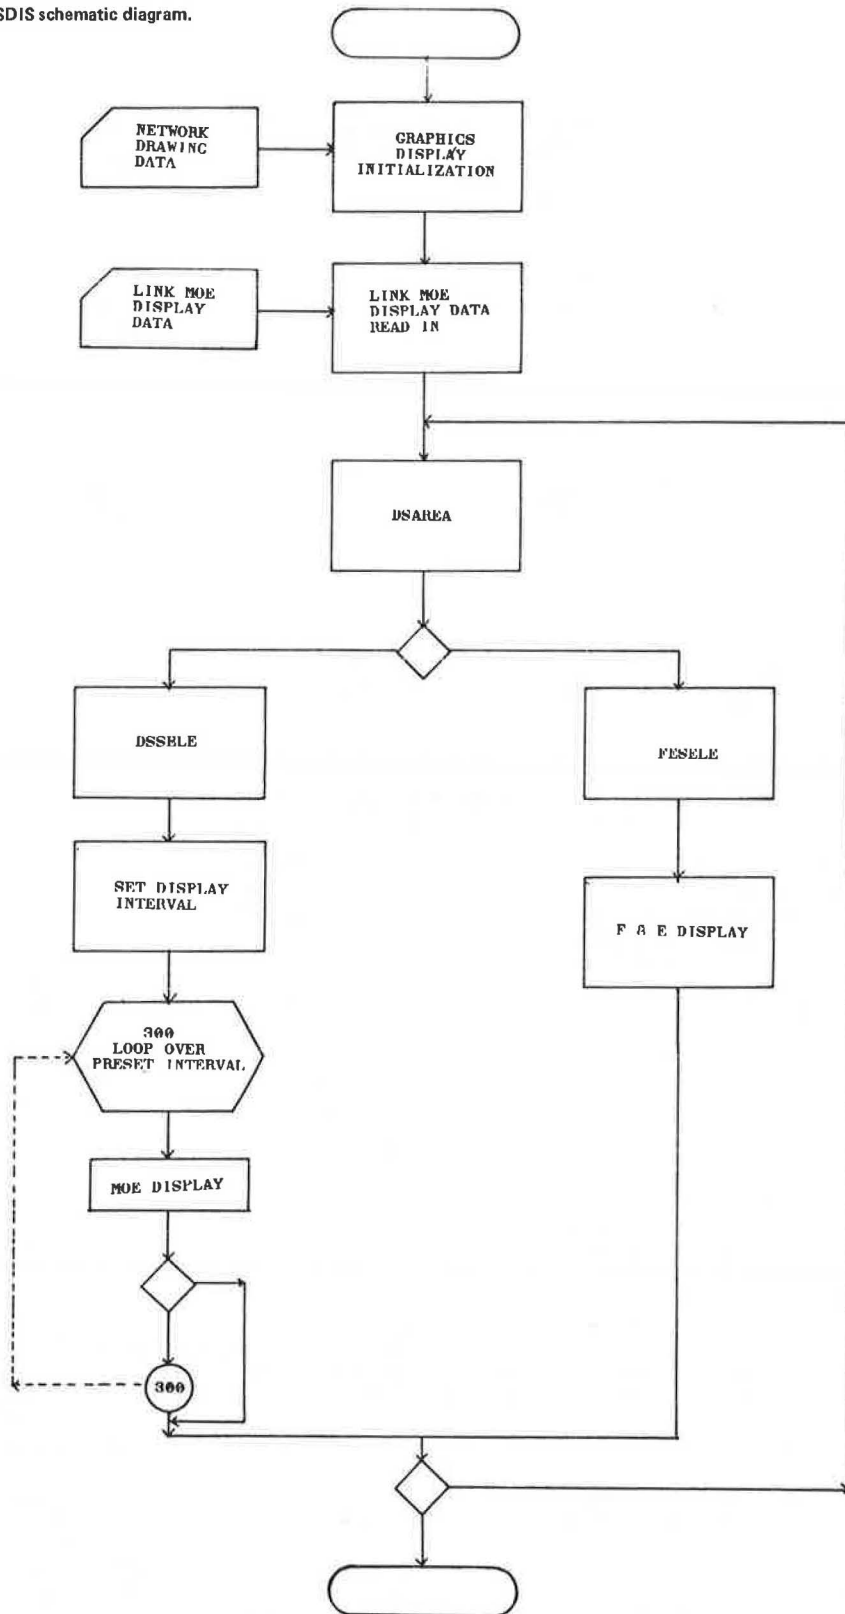 SDIS schematic diagram.
NETWORK
DRAWING
DATA
GRAPHICS
DISPLAY
INITIALIZATION
LINK MOE
DISPLAY
DATA
LINK MOE
DISPLAY DATA
READ IN
DSAREA
DSSELE
FESELE
SET DISPLAY
INTERVAL
F & E DISPLAY
300
LOOP OVER
PRESET INTERVAL
MOE DISPLAY
300